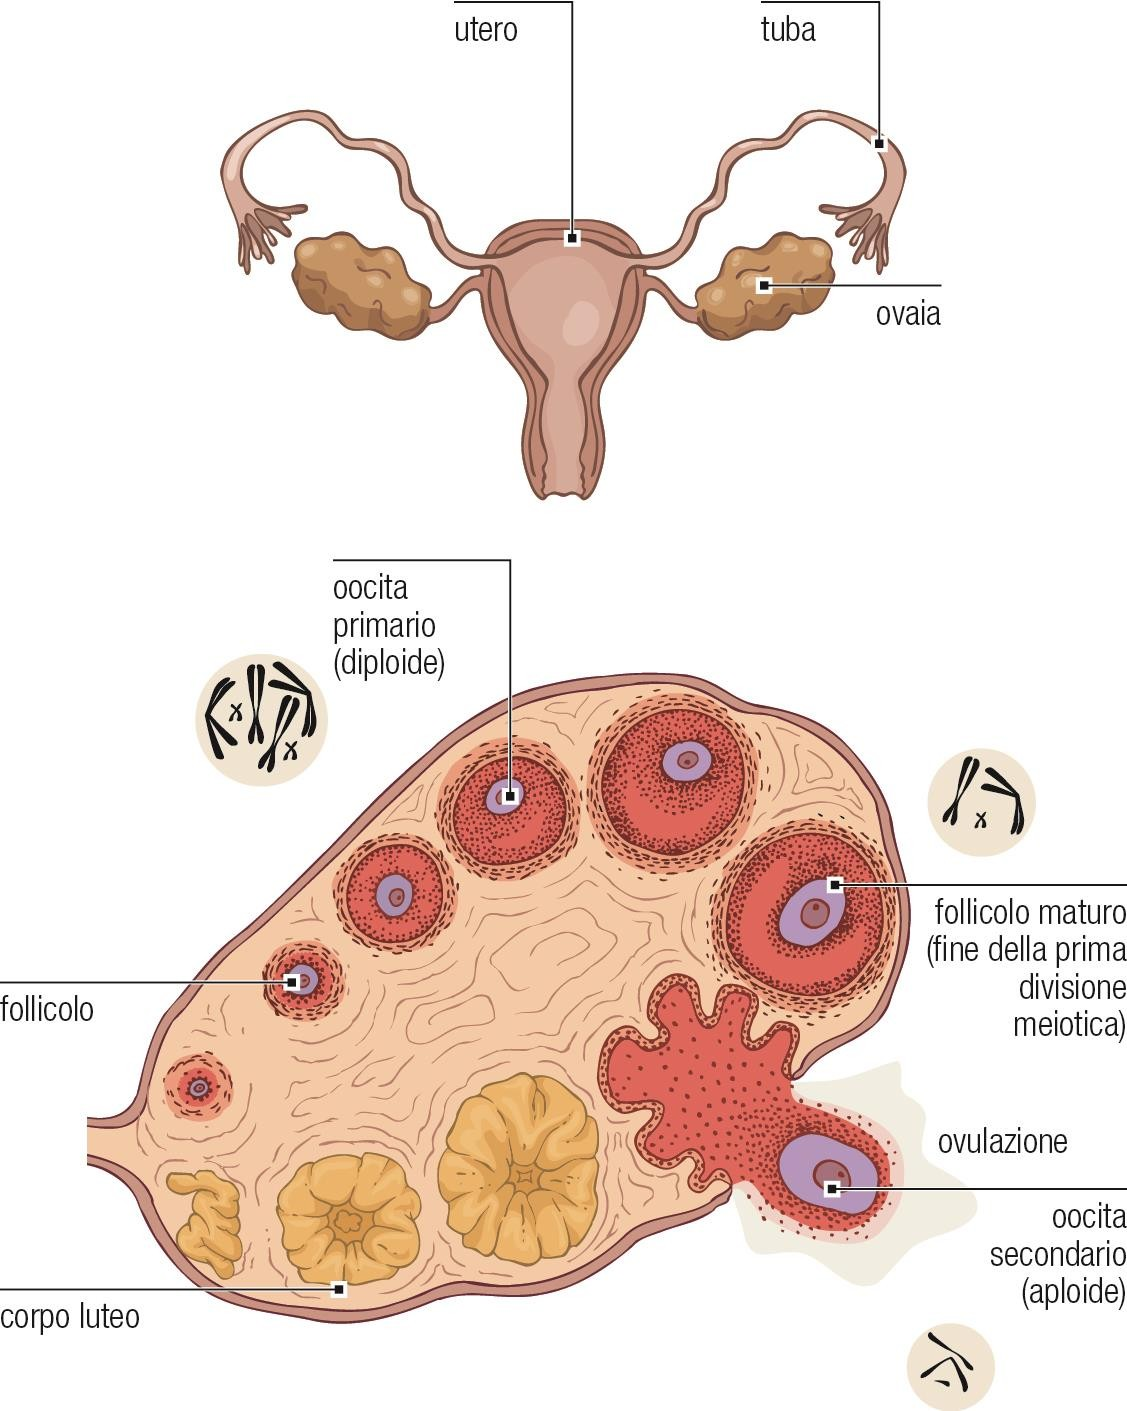 utero
tuba
ovaia
oocita
primario
(diploide)
follicolo maturo
(fine della prima
divisione
meiotica)
follicolo
ovulazione
oocita
secondario
(aploide)
corpo luteo